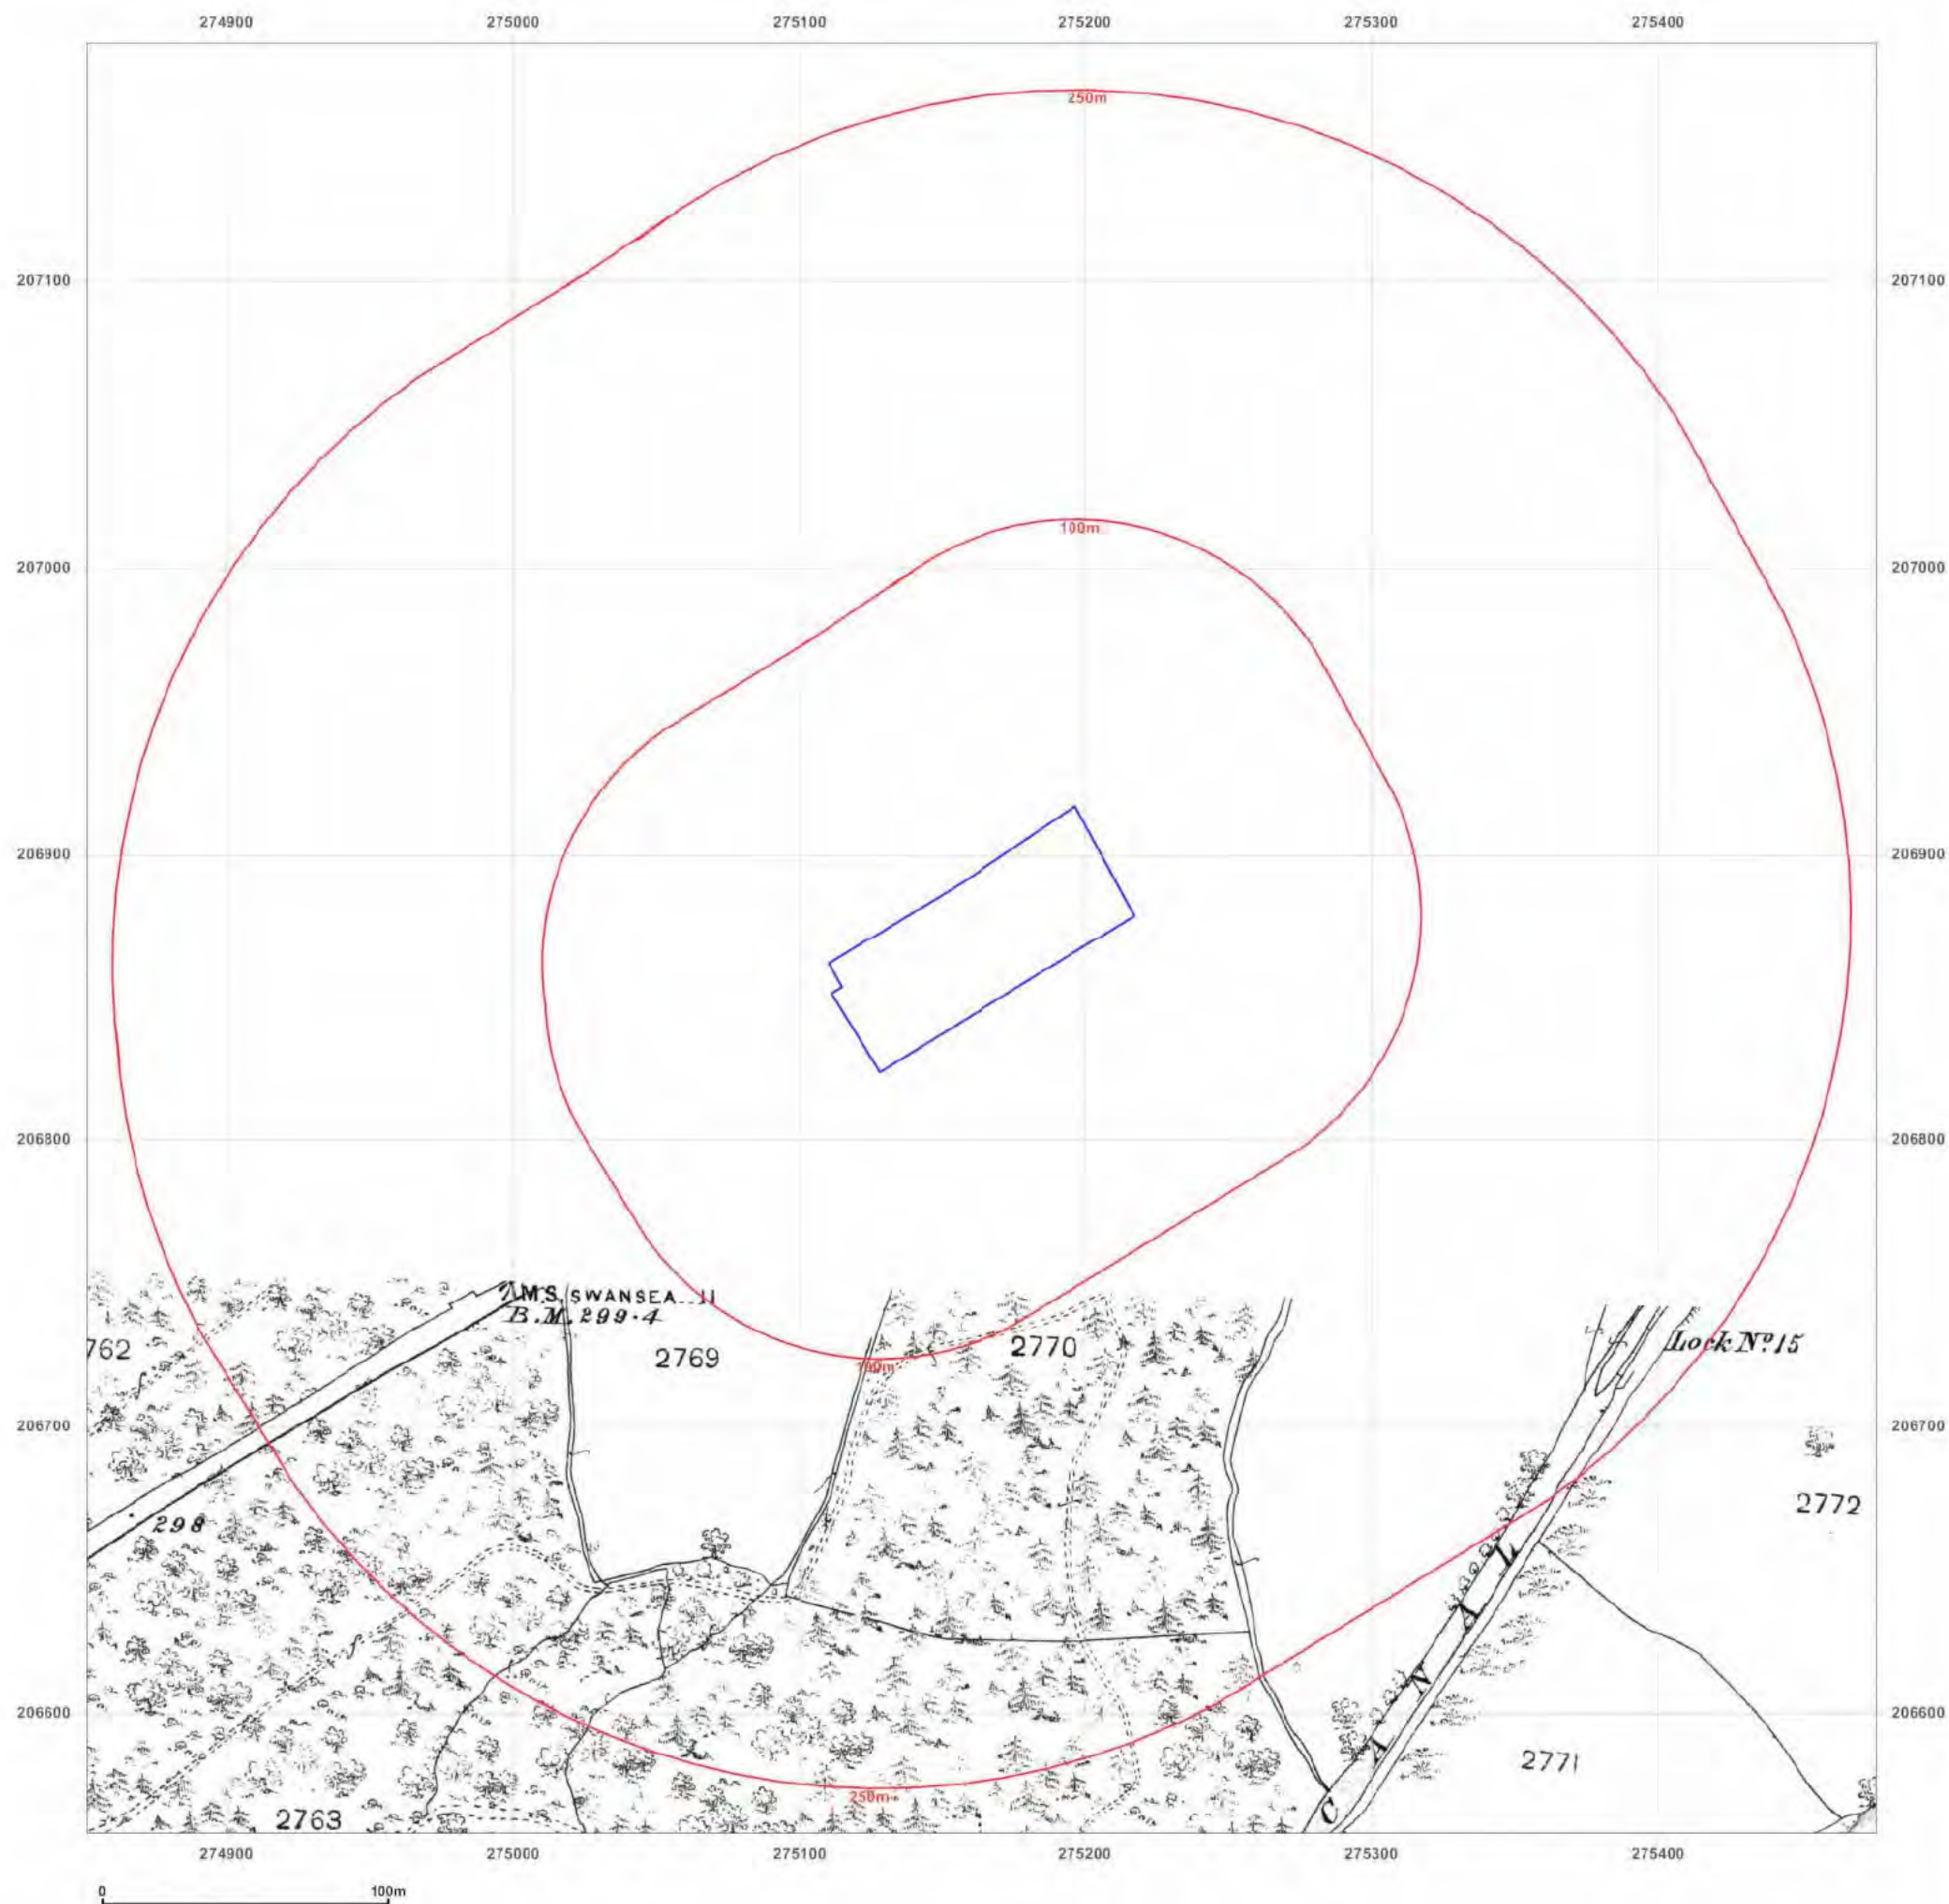 274900 275000 275100 275200 275300 275400
250m
207100 207100
100m
207000 207000
206900 206900
206800 206800
M.S. SWANSEA 11
B.M. 299.4
762 2769 2770 Lock No. 15
100m
206700 206700
298 2772
CANAL
206600 206600
2771
250m
2763
274900 275000 275100 275200 275300 275400
0 100m